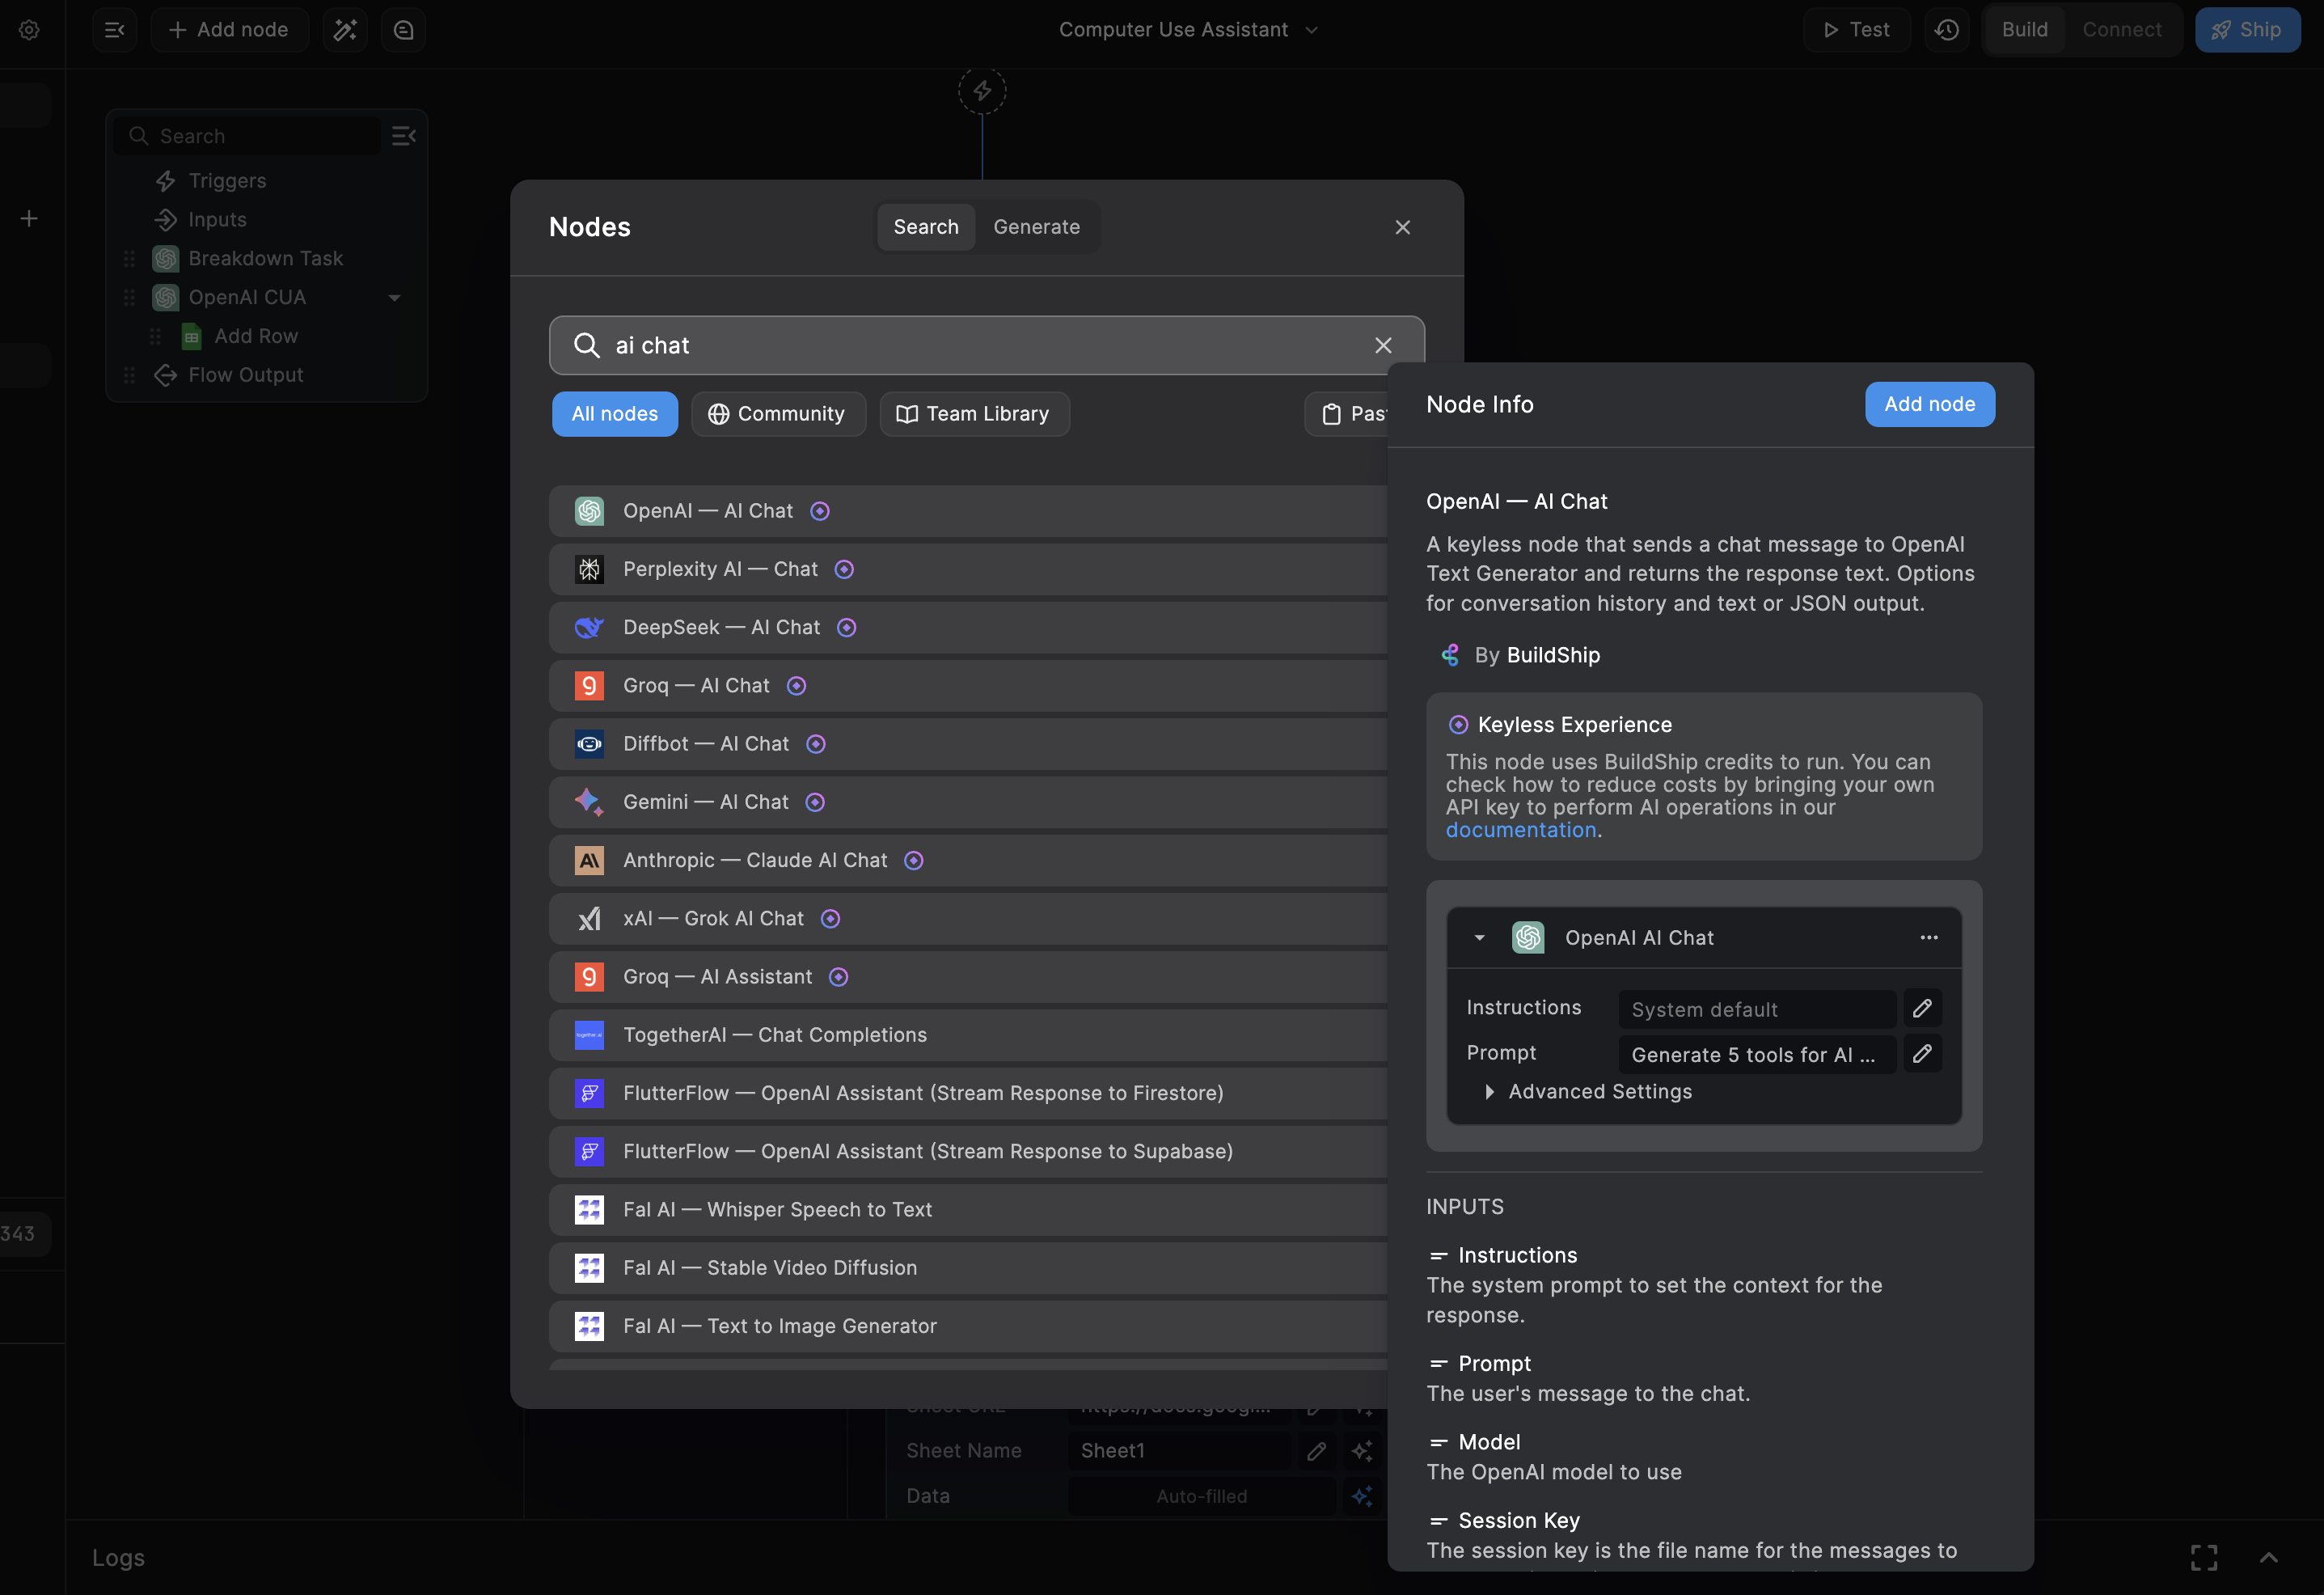 Add node
Computer Use Assistant
Test
Build
Connect
Ship
Search
Triggers
Inputs
Breakdown Task
OpenAI CUA
Add Row
Flow Output
343
Nodes
Search
Generate
ai chat
All nodes
Community
Team Library
Past
OpenAI — AI Chat
Perplexity AI — Chat
DeepSeek — AI Chat
Groq — AI Chat
Diffbot — AI Chat
Gemini — AI Chat
Anthropic — Claude AI Chat
xAI — Grok AI Chat
Groq — AI Assistant
TogetherAI — Chat Completions
FlutterFlow — OpenAI Assistant (Stream Response to Firestore)
FlutterFlow — OpenAI Assistant (Stream Response to Supabase)
Fal AI — Whisper Speech to Text
Fal AI — Stable Video Diffusion
Fal AI — Text to Image Generator
Sheet Name
Sheet1
Data
Auto-filled
Node Info
Add node
OpenAI — AI Chat
A keyless node that sends a chat message to OpenAI
Text Generator and returns the response text. Options
for conversation history and text or JSON output.
By BuildShip
Keyless Experience
This node uses BuildShip credits to run. You can
check how to reduce costs by bringing your own
API key to perform AI operations in our
documentation.
OpenAI AI Chat
Instructions
System default
Prompt
Generate 5 tools for AI ...
Advanced Settings
INPUTS
Instructions
The system prompt to set the context for the
response.
Prompt
The user's message to the chat.
Model
The OpenAI model to use
Session Key
The session key is the file name for the messages to
Logs